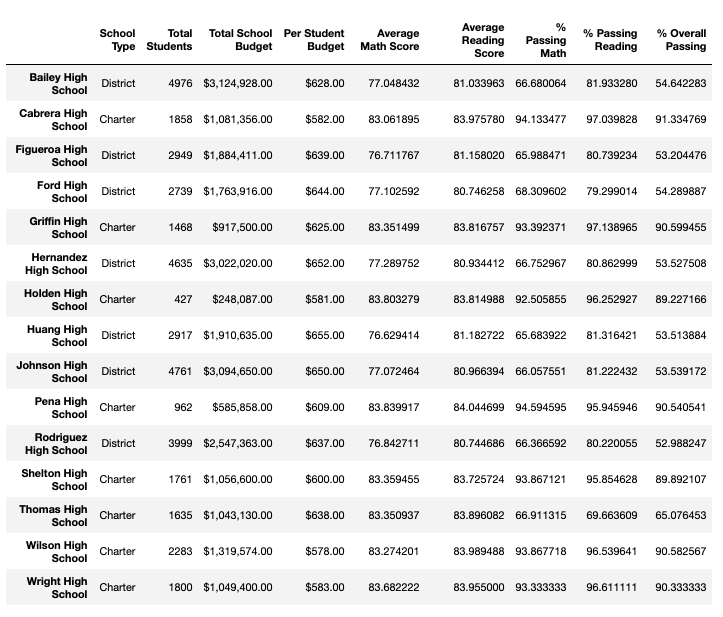 School Type Total Students Total School Budget Per Student Budget Average Math Score Average Reading Score % Passing Math % Passing Reading % Overall Passing
Bailey High School District 4976 $3,124,928.00 $628.00 77.048432 81.033963 66.680064 81.933280 54.642283
Cabrera High School Charter 1858 $1,081,356.00 $582.00 83.061895 83.975780 94.133477 97.039828 91.334769
Figueroa High School District 2949 $1,884,411.00 $639.00 76.711767 81.158020 65.988471 80.739234 53.204476
Ford High School District 2739 $1,763,916.00 $644.00 77.102592 80.746258 68.309602 79.299014 54.289887
Griffin High School Charter 1468 $917,500.00 $625.00 83.351499 83.816757 93.392371 97.138965 90.599455
Hernandez High School District 4635 $3,022,020.00 $652.00 77.289752 80.934412 66.752967 80.862999 53.527508
Holden High School Charter 427 $248,087.00 $581.00 83.803279 83.814988 92.505855 96.252927 89.227166
Huang High School District 2917 $1,910,635.00 $655.00 76.629414 81.182722 65.683922 81.316421 53.513884
Johnson High School District 4761 $3,094,650.00 $650.00 77.072464 80.966394 66.057551 81.222432 53.539172
Pena High School Charter 962 $585,858.00 $609.00 83.839917 84.044699 94.594595 95.945946 90.540541
Rodriguez High School District 3999 $2,547,363.00 $637.00 76.842711 80.744686 66.366592 80.220055 52.988247
Shelton High School Charter 1761 $1,056,600.00 $600.00 83.359455 83.725724 93.867121 95.854628 89.892107
Thomas High School Charter 1635 $1,043,130.00 $638.00 83.350937 83.896082 66.911315 69.663609 65.076453
Wilson High School Charter 2283 $1,319,574.00 $578.00 83.274201 83.989488 93.867718 96.539641 90.582567
Wright High School Charter 1800 $1,049,400.00 $583.00 83.682222 83.955000 93.333333 96.611111 90.333333